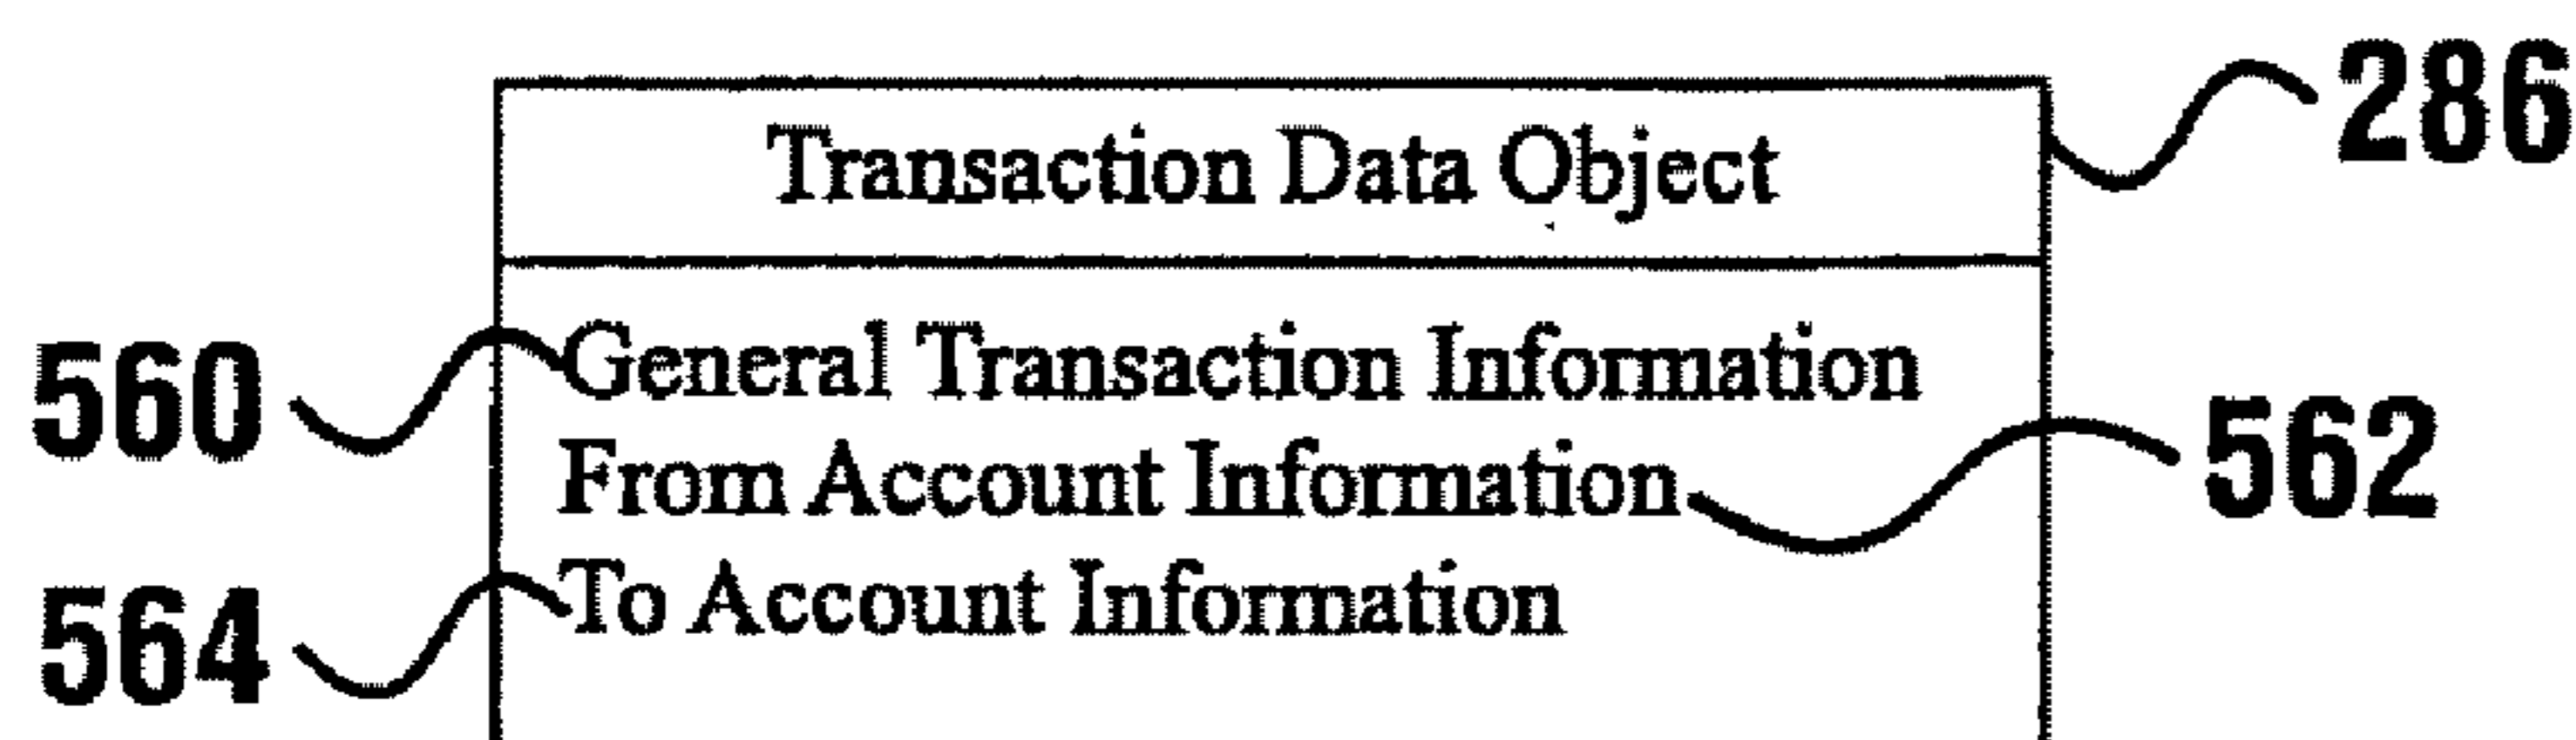 286
Transaction Data Object
560
General Transaction Information
562
From Account Information
564
To Account Information